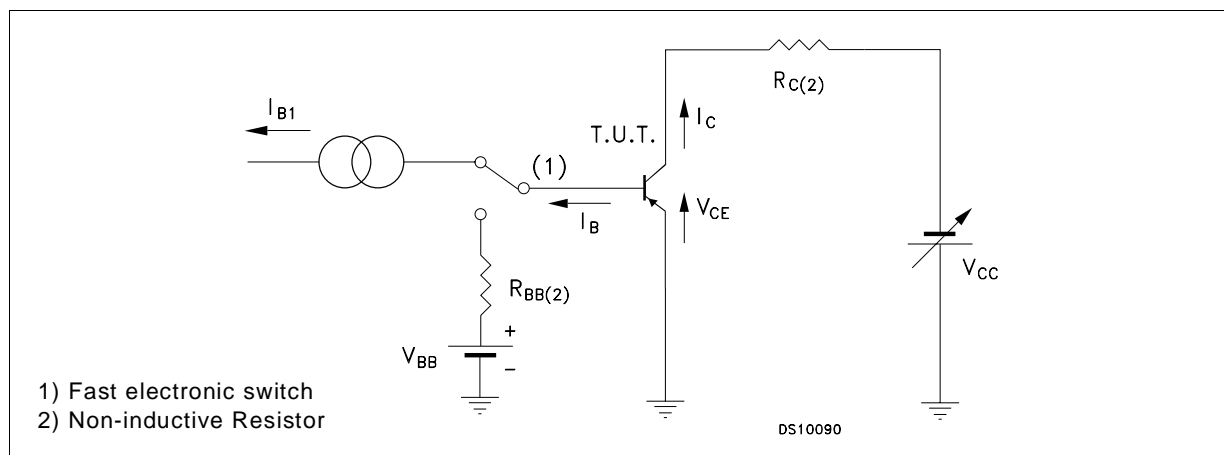 I_B1
R_C(2)
T.U.T.
I_C
(1)
I_B
V_CE
R_BB(2)
V_CC
+
V_BB
–
1) Fast electronic switch
2) Non-inductive Resistor
DS10090